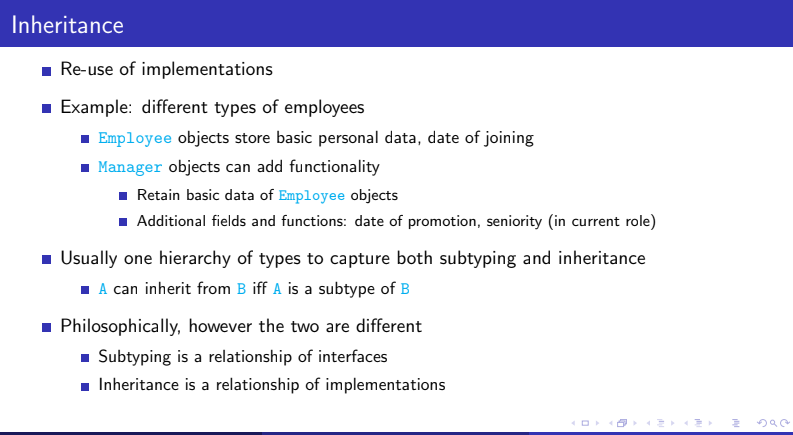 Inheritance
Re-use of implementations
Example: different types of employees
Employee objects store basic personal data, date of joining
Manager objects can add functionality
Retain basic data of Employee objects
Additional fields and functions: date of promotion, seniority (in current role)
Usually one hierarchy of types to capture both subtyping and inheritance
A can inherit from B iff A is a subtype of B
Philosophically, however the two are different
Subtyping is a relationship of interfaces
Inheritance is a relationship of implementations